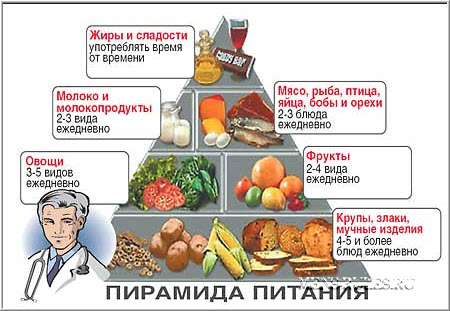 Жиры и сладости
употреблять время
от времени
Молоко и
молокопродукты
2-3 вида
ежедневно
Мясо, рыба, птица,
яйца, бобы и орехи
2-3 блюда
ежедневно
Овощи
3-5 видов
ежедневно
Фрукты
2-4 вида
ежедневно
Крупы, злаки,
мучные изделия
4-5 и более
блюд ежедневно
ПИРАМИДА ПИТАНИЯ